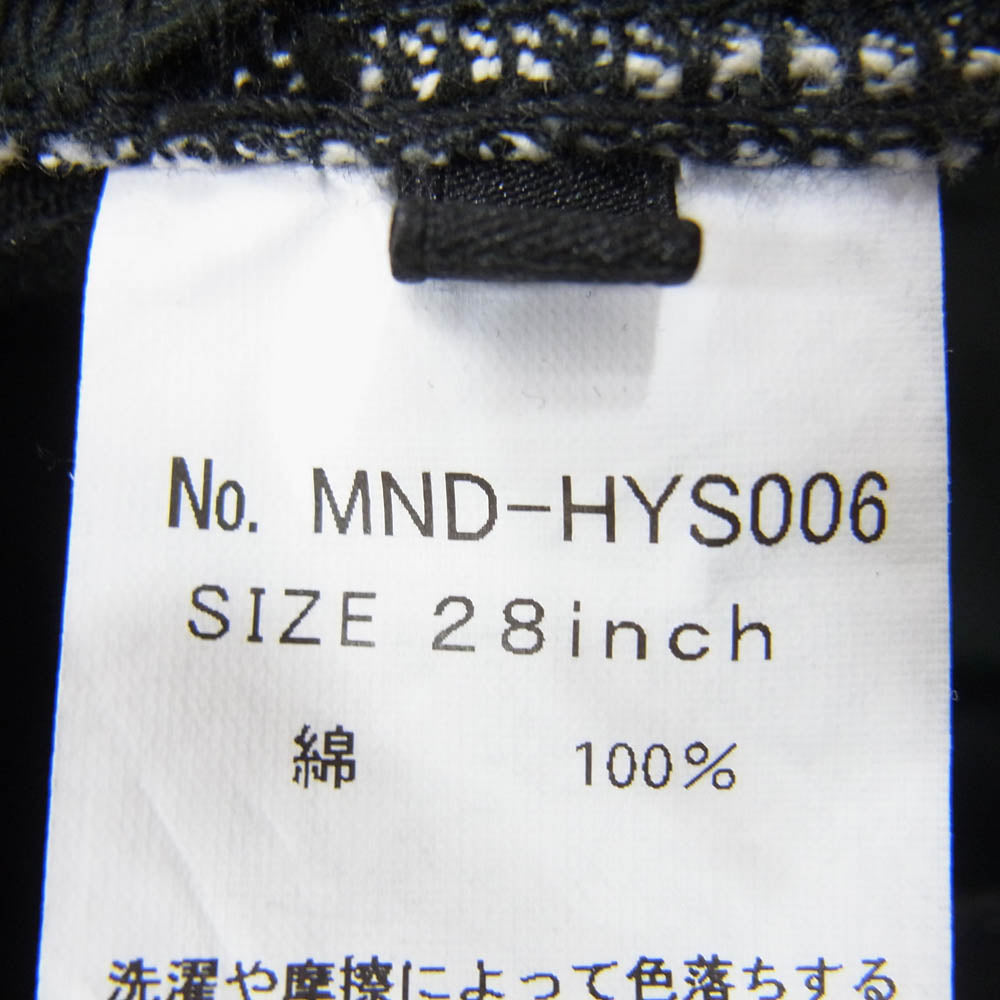 No. MND-HYS006
SIZE 28inch
綿 100%
洗濯や摩擦によって色落ちする